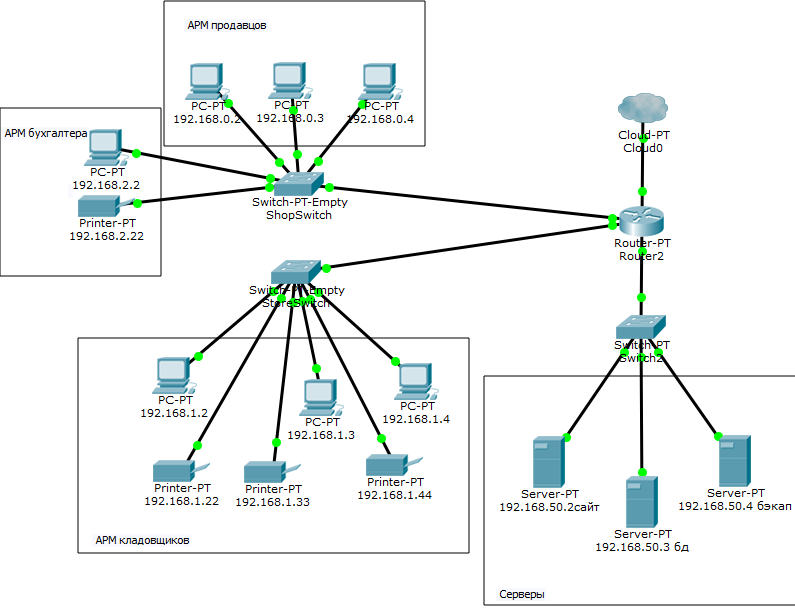 АРМ продавцов
PC-PT
192.168.0.2
PC-PT
192.168.0.3
PC-PT
192.168.0.4
АРМ бухгалтера
PC-PT
192.168.2.2
Printer-PT
192.168.2.22
Switch-PT-Empty
ShopSwitch
Cloud-PT
Cloud0
Router-PT
Router2
Switch-PT-Empty
StoreSwitch
Switch-PT
Switch2
PC-PT
192.168.1.2
PC-PT
192.168.1.3
PC-PT
192.168.1.4
Printer-PT
192.168.1.22
Printer-PT
192.168.1.33
Printer-PT
192.168.1.44
АРМ кладовщиков
Server-PT
192.168.50.2сайт
Server-PT
192.168.50.3 бд
Server-PT
192.168.50.4 бэкап
Серверы